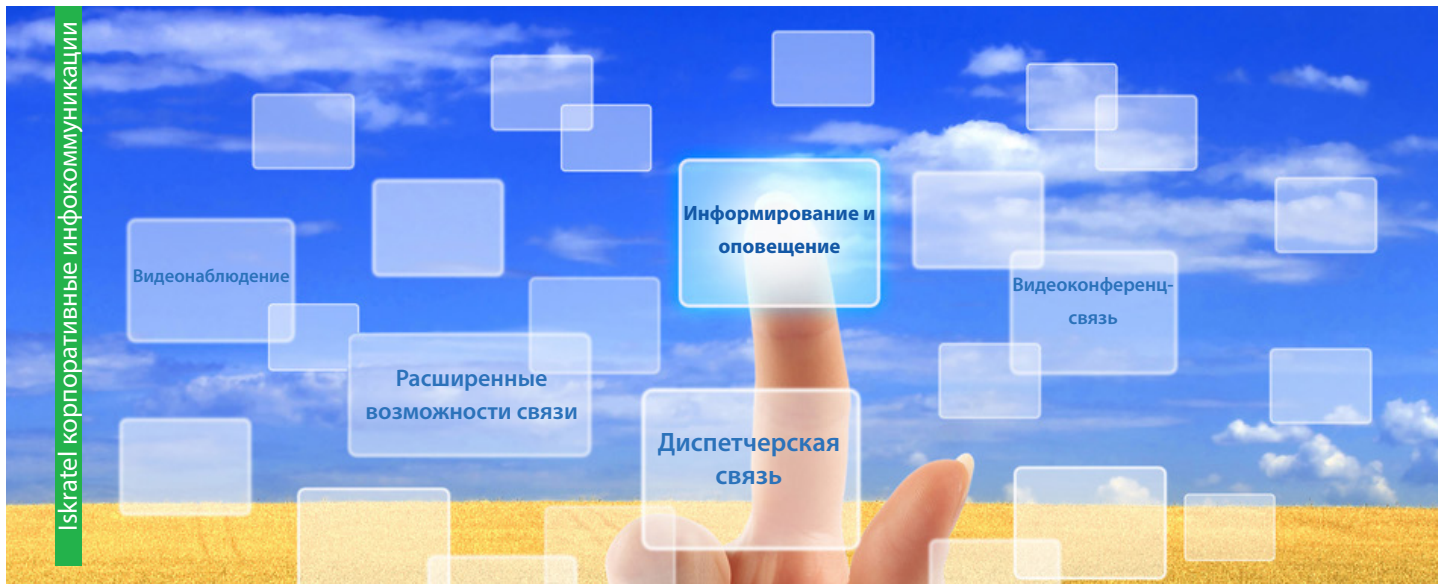 Iskratel корпоративные инфокоммуникации
Информирование и
оповещение
Видеонаблюдение
Видеоконференц-
связь
Расширенные
возможности связи
Диспетчерская
связь